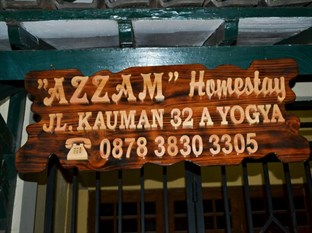 "AZZAM" Homestay
JL. KAUMAN 32 A YOGYA
☎ 0878 3830 3305